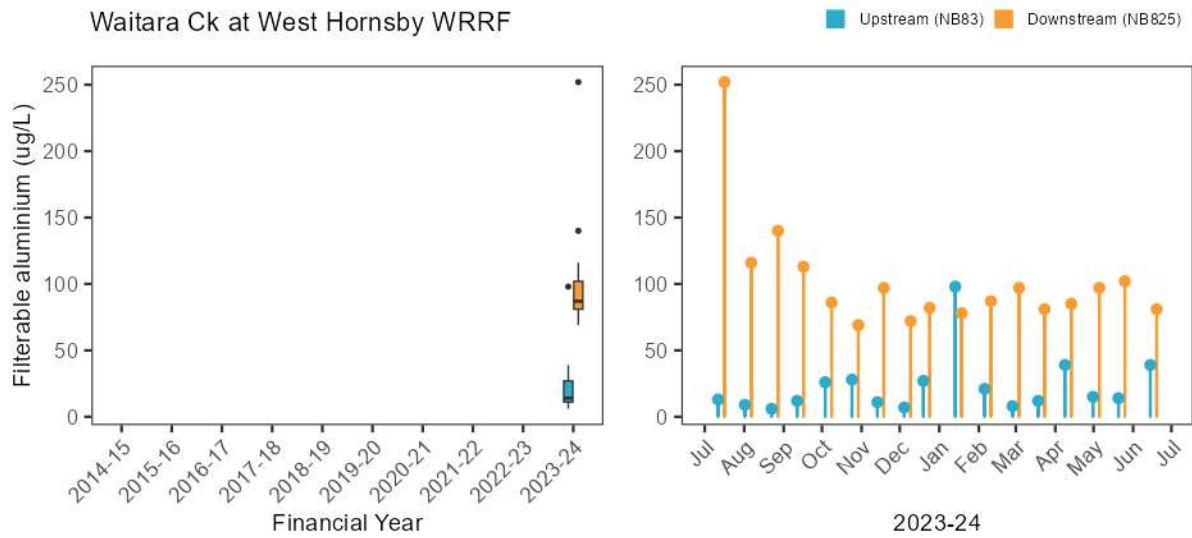 Waitara Ck at West Hornsby WRRF
Upstream (NB83) Downstream (NB825)
Filterable aluminium (ug/L)
250
200
150
100
50
0
2014-15
2015-16
2016-17
2017-18
2018-19
2019-20
2020-21
2021-22
2022-23
2023-24
Financial Year
250
200
150
100
50
0
Jul
Aug
Sep
Oct
Nov
Dec
Jan
Feb
Mar
Apr
May
Jun
Jul
2023-24